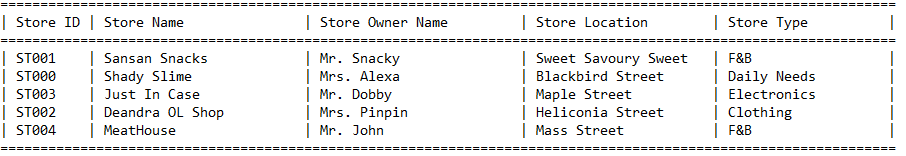 ================================================================================================================
| Store ID | Store Name | Store Owner Name | Store Location | Store Type |
================================================================================================================
| ST001 | Sansan Snacks | Mr. Snacky | Sweet Savoury Sweet | F&B |
| ST000 | Shady Slime | Mrs. Alexa | Blackbird Street | Daily Needs |
| ST003 | Just In Case | Mr. Dobby | Maple Street | Electronics |
| ST002 | Deandra OL Shop | Mrs. Pinpin | Heliconia Street | Clothing |
| ST004 | MeatHouse | Mr. John | Mass Street | F&B |
================================================================================================================